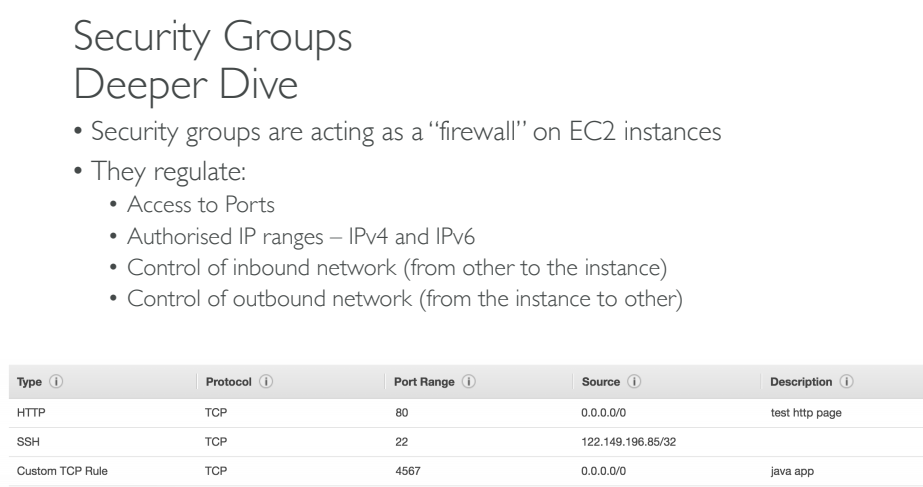 Security Groups
Deeper Dive
• Security groups are acting as a “firewall” on EC2 instances
• They regulate:
• Access to Ports
• Authorised IP ranges – IPv4 and IPv6
• Control of inbound network (from other to the instance)
• Control of outbound network (from the instance to other)
Type Protocol Port Range Source Description
HTTP TCP 80 0.0.0.0/0 test http page
SSH TCP 22 122.149.196.85/32
Custom TCP Rule TCP 4567 0.0.0.0/0 java app